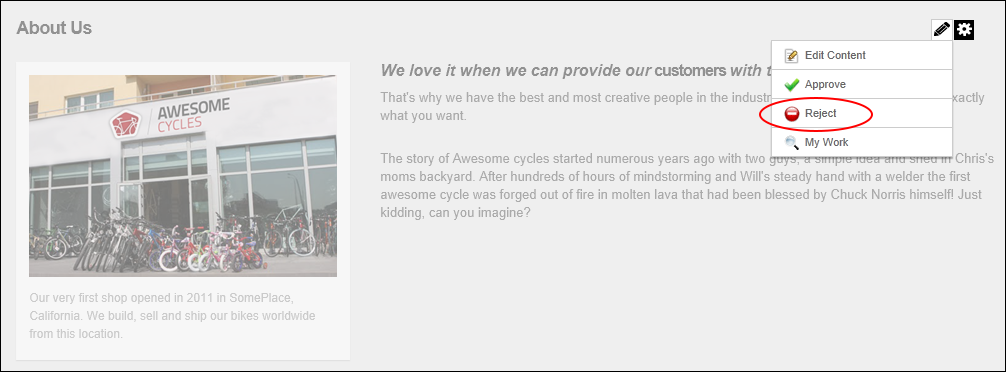 About Us
Edit Content
Approve
Reject
My Work
AWESOME
CYCLES
Our very first shop opened in 2011 in SomePlace,
California. We build, sell and ship our bikes worldwide
from this location.
We love it when we can provide our customers with
That's why we have the best and most creative people in the exactly
what you want.
The story of Awesome cycles started numerous years ago with two guys, a simple idea and shed in Chris's
moms backyard. After hundreds of hours of mindstorming and Will's steady hand with a welder the first
awesome cycle was forged out of fire in molten lava that had been blessed by Chuck Norris himself! Just
kidding, can you imagine?